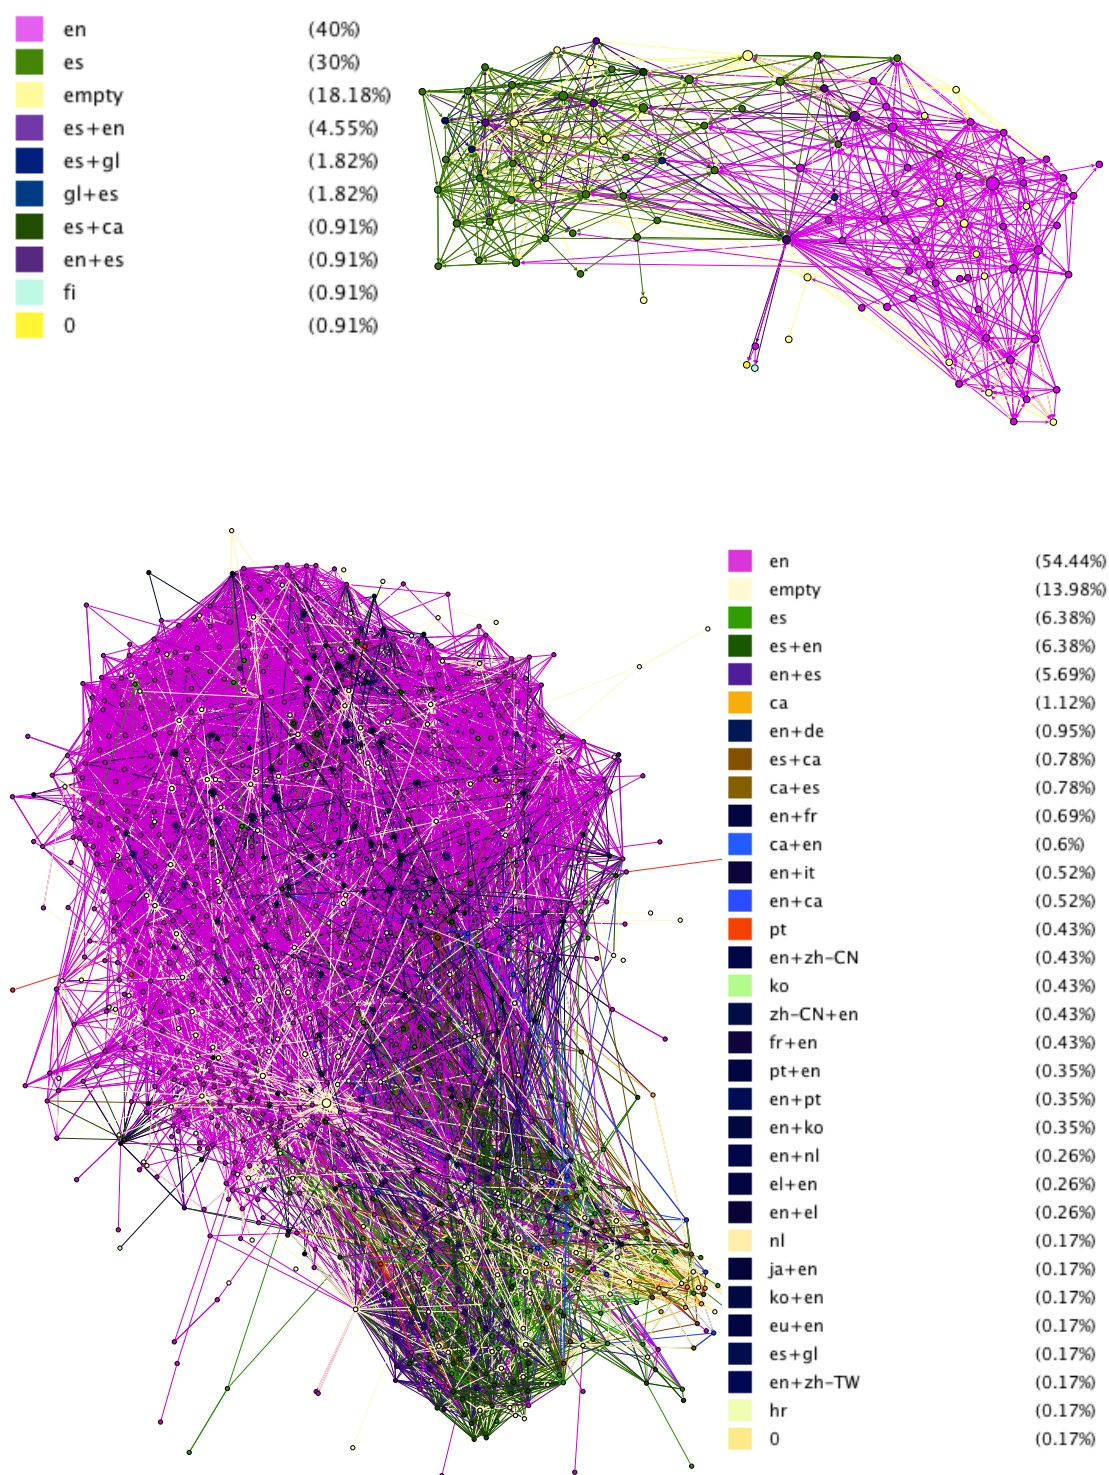 en (40%)
es (30%)
empty (18.18%)
es+en (4.55%)
es+gl (1.82%)
gl+es (1.82%)
es+ca (0.91%)
en+es (0.91%)
fi (0.91%)
0 (0.91%)
en (54.44%)
empty (13.98%)
es (6.38%)
es+en (6.38%)
en+es (5.69%)
ca (1.12%)
en+de (0.95%)
es+ca (0.78%)
ca+es (0.78%)
en+fr (0.69%)
ca+en (0.6%)
en+it (0.52%)
en+ca (0.52%)
pt (0.43%)
en+zh-CN (0.43%)
ko (0.43%)
zh-CN+en (0.43%)
fr+en (0.43%)
pt+en (0.35%)
en+pt (0.35%)
en+ko (0.35%)
en+nl (0.26%)
el+en (0.26%)
en+el (0.26%)
nl (0.17%)
ja+en (0.17%)
ko+en (0.17%)
eu+en (0.17%)
es+gl (0.17%)
en+zh-TW (0.17%)
hr (0.17%)
0 (0.17%)